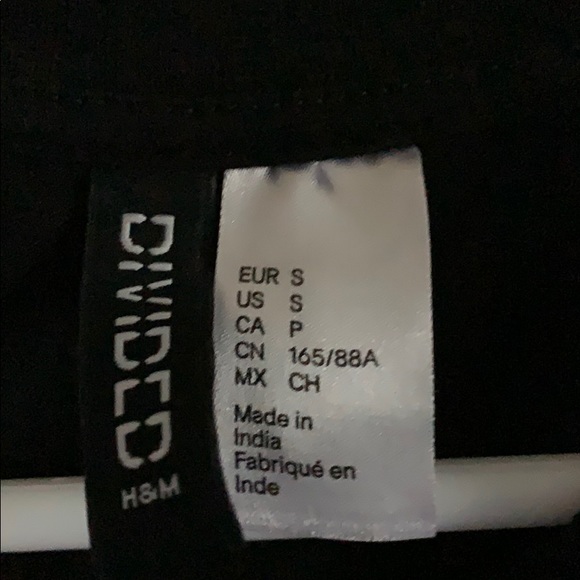 DIVIDED
H&M
EUR S
US S
CA P
CN 165/88A
MX CH
Made in
India
Fabriqué en
Inde